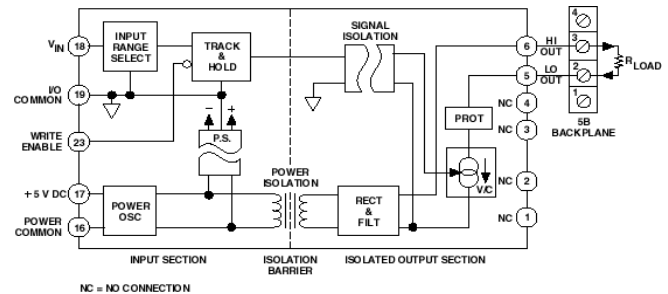 VIN
18
INPUT
RANGE
SELECT
TRACK
&
HOLD
SIGNAL
ISOLATION
6
HI
OUT
5
LO
OUT
4
3
2
1
RLOAD
5B
BACKPLANE
I/O
COMMON
19
WRITE
ENABLE
23
– +
P.S.
PROT
NC 4
NC 3
V/C
NC 2
NC 1
+5 V DC
17
POWER
COMMON
16
POWER
OSC
POWER
ISOLATION
RECT
&
FILT
INPUT SECTION
ISOLATION
BARRIER
ISOLATED OUTPUT SECTION
NC = NO CONNECTION